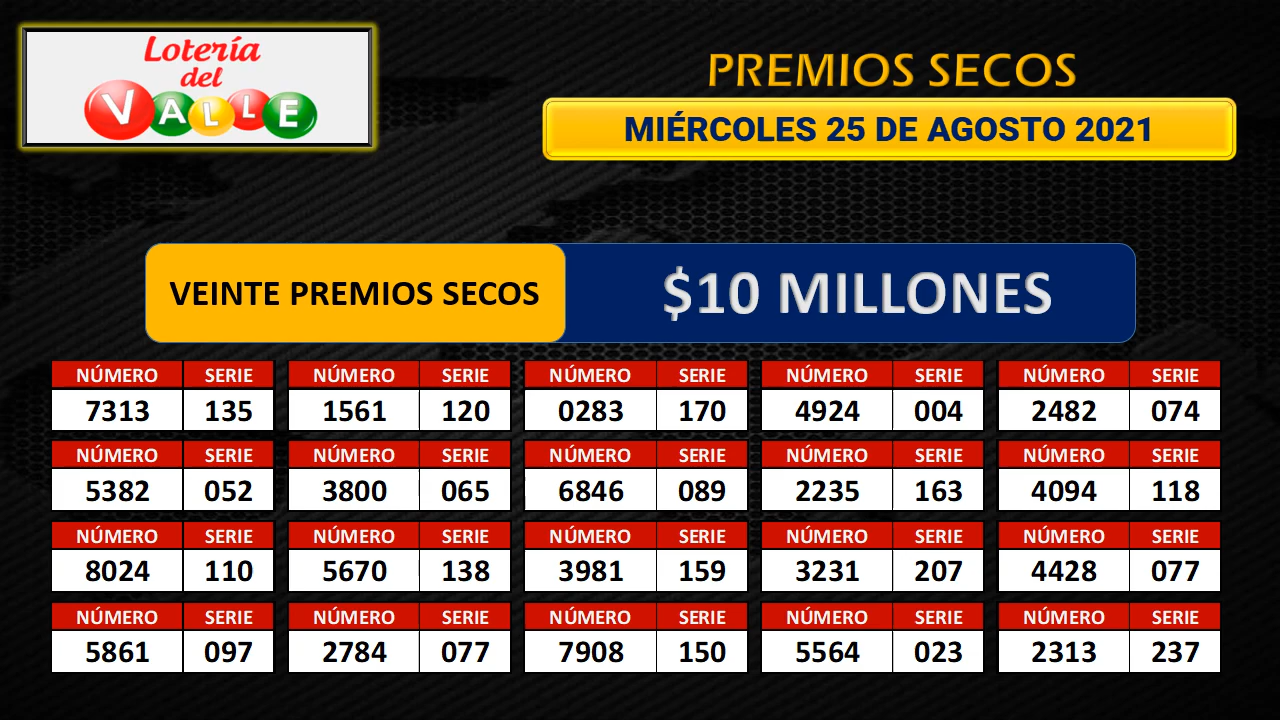 Lotería
del
VALLE
PREMIOS SECOS
MIÉRCOLES 25 DE AGOSTO 2021
VEINTE PREMIOS SECOS $10 MILLONES
NÚMERO SERIE NÚMERO SERIE NÚMERO SERIE NÚMERO SERIE NÚMERO SERIE
7313 135 1561 120 0283 170 4924 004 2482 074
NÚMERO SERIE NÚMERO SERIE NÚMERO SERIE NÚMERO SERIE NÚMERO SERIE
5382 052 3800 065 6846 089 2235 163 4094 118
NÚMERO SERIE NÚMERO SERIE NÚMERO SERIE NÚMERO SERIE NÚMERO SERIE
8024 110 5670 138 3981 159 3231 207 4428 077
NÚMERO SERIE NÚMERO SERIE NÚMERO SERIE NÚMERO SERIE NÚMERO SERIE
5861 097 2784 077 7908 150 5564 023 2313 237